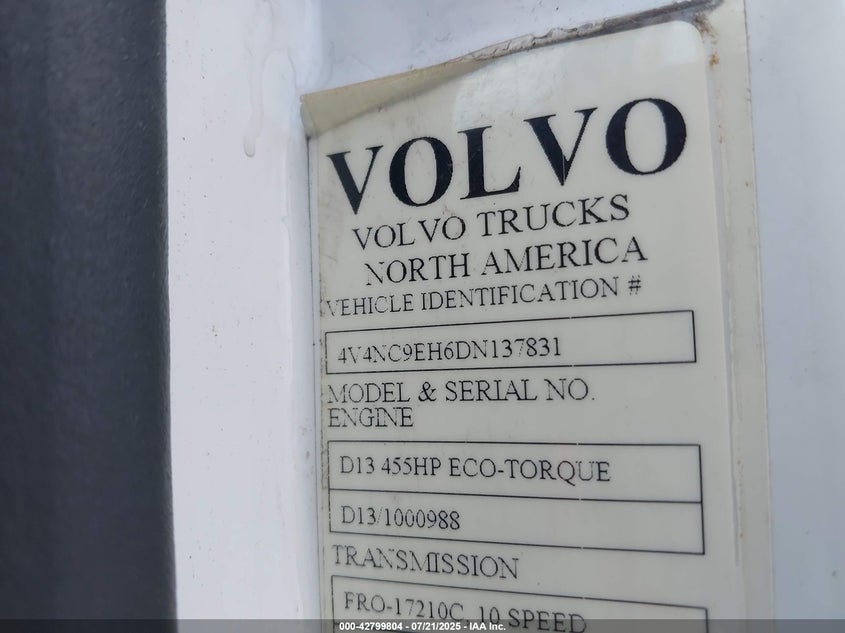 VOLVO
VOLVO TRUCKS
NORTH AMERICA
VEHICLE IDENTIFICATION #
4V4NC9EH6DN137831
MODEL & SERIAL NO.
ENGINE
D13 455HP ECO-TORQUE
D13/1000988
TRANSMISSION
FRO-17210C, 10 SPEED
000-42799804 - 07/21/2025 - IAA Inc.